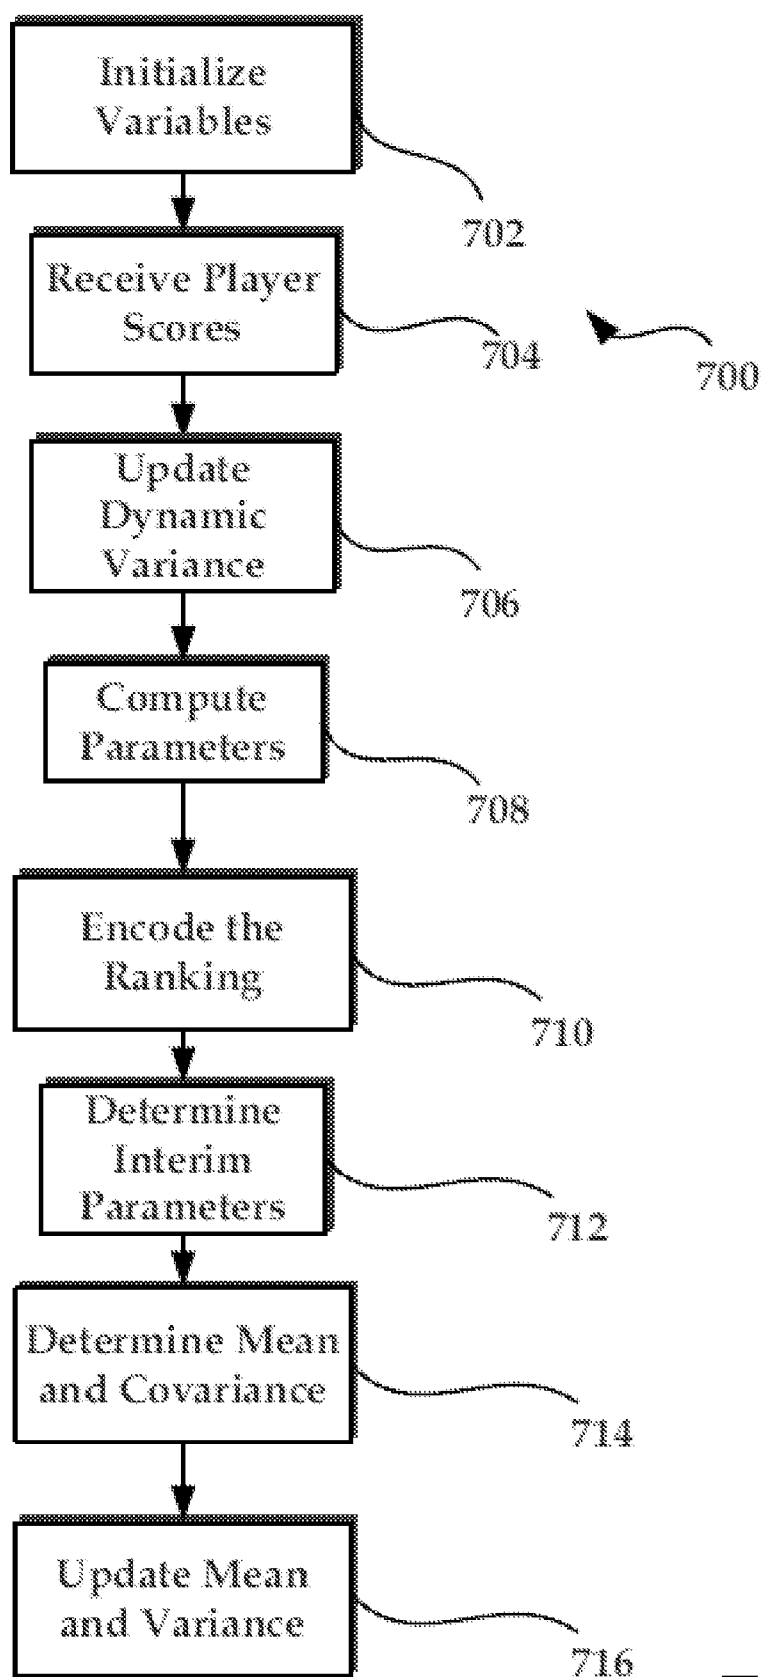 Initialize
Variables
702
Receive Player
Scores
704
700
Update
Dynamic
Variance
706
Compute
Parameters
708
Encode the
Ranking
710
Determine
Interim
Parameters
712
Determine Mean
and Covariance
714
Update Mean
and Variance
716